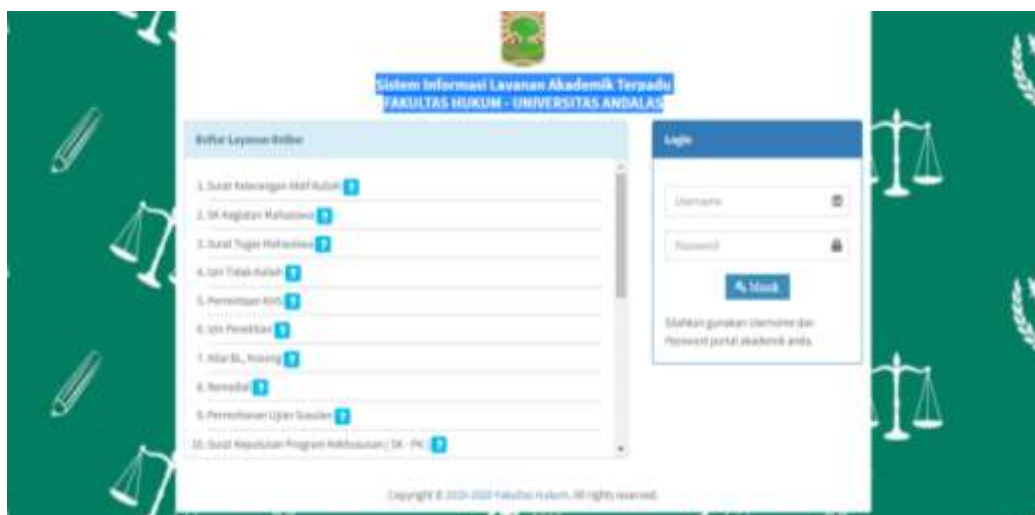 Sistem Informasi Layanan Akademik Terpadu
FAKULTAS HUKUM - UNIVERSITAS ANDALAS
Daftar Layanan Online
1. Surat Keterangan Aktif Kuliah ?
2. SK Kegiatan Mahasiswa ?
3. Surat Tugas Mahasiswa ?
4. Izin Tidak Kuliah ?
5. Permintaan KHS ?
6. Izin Penelitian ?
7. Nilai BL, Kosong ?
8. Remedial ?
9. Permohonan Ujian Susulan ?
10. Surat Keputusan Program Kekhususan ( SK - PK ) ?
Login
Username
Password
Masuk
Silahkan gunakan Username dan
Password portal akademik anda.
Copyright © 2019-2020 Fakultas Hukum. All rights reserved.